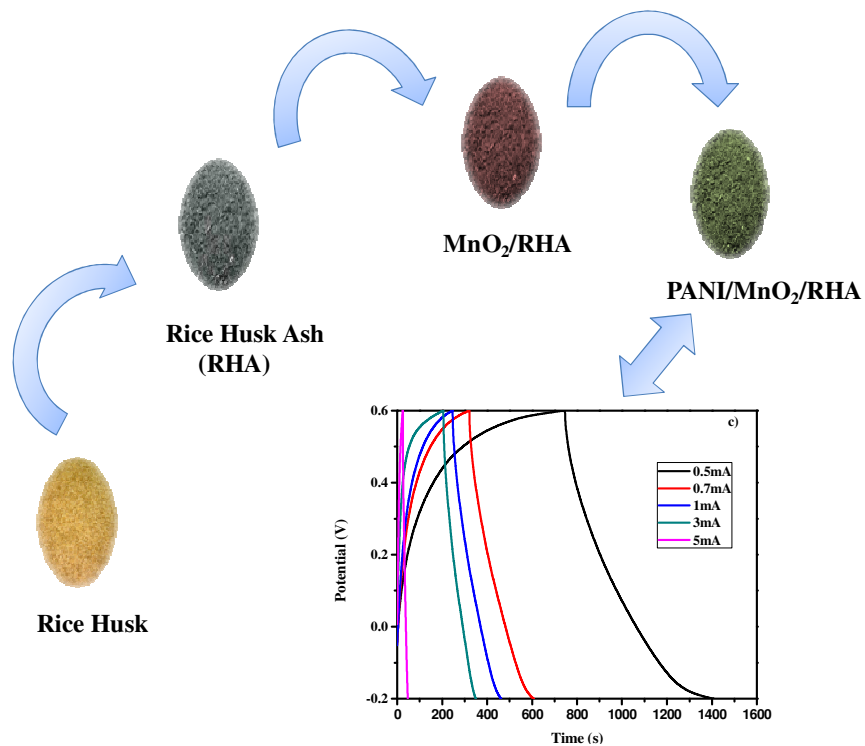 MnO₂/RHA
PANI/MnO₂/RHA
Rice Husk Ash
(RHA)
Rice Husk
c)
0.5mA
0.7mA
1mA
3mA
5mA
Potential (V)
0.6
0.4
0.2
0.0
-0.2
0 200 400 600 800 1000 1200 1400 1600
Time (s)